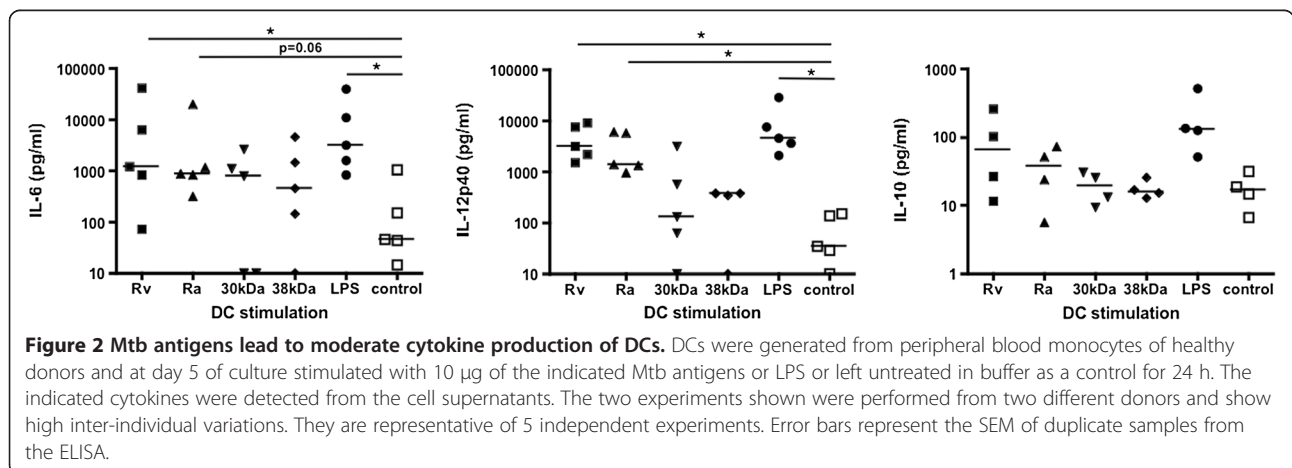 *
p=0.06
*
IL-6 (pg/ml)
100000
10000
1000
100
10
Rv Ra 30kDa 38kDa LPS control
DC stimulation
*
*
*
IL-12p40 (pg/ml)
100000
10000
1000
100
10
Rv Ra 30kDa 38kDa LPS control
DC stimulation
IL-10 (pg/ml)
1000
100
10
1
Rv Ra 30kDa 38kDa LPS control
DC stimulation
Figure 2 Mtb antigens lead to moderate cytokine production of DCs. DCs were generated from peripheral blood monocytes of healthy
donors and at day 5 of culture stimulated with 10 μg of the indicated Mtb antigens or LPS or left untreated in buffer as a control for 24 h. The
indicated cytokines were detected from the cell supernatants. The two experiments shown were performed from two different donors and show
high inter-individual variations. They are representative of 5 independent experiments. Error bars represent the SEM of duplicate samples from
the ELISA.